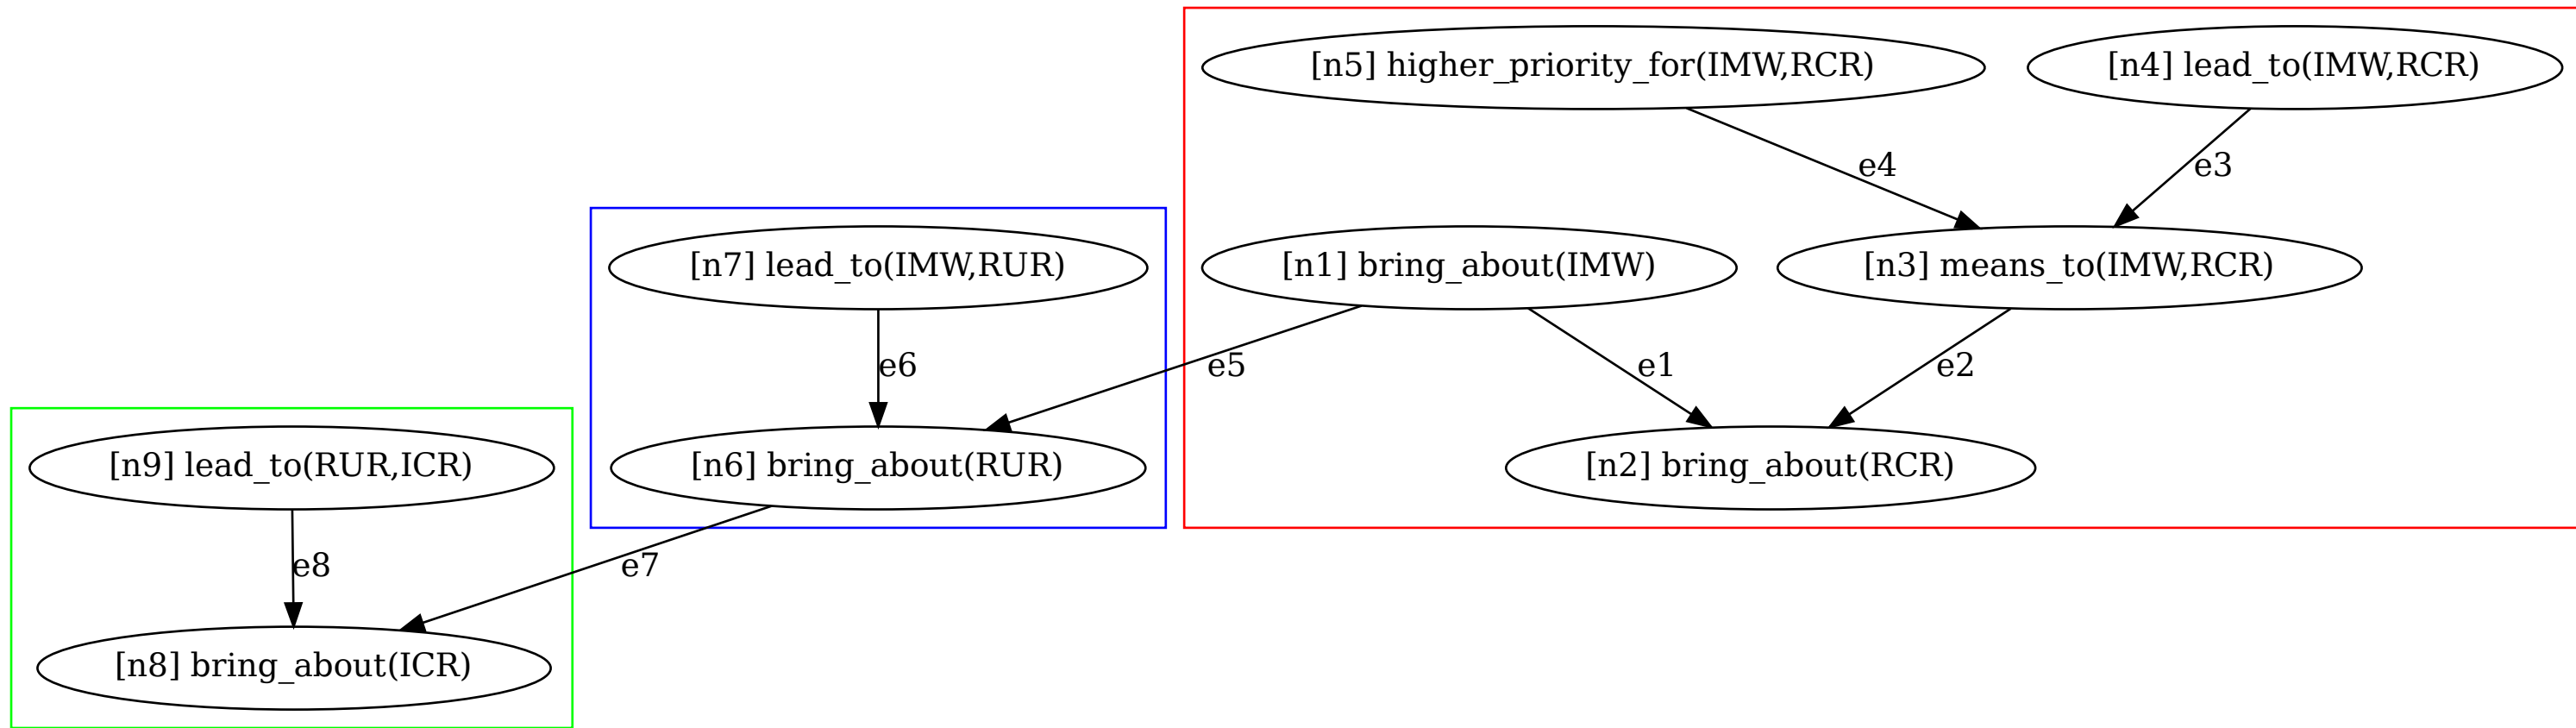 [n5] higher_priority_for(IMW,RCR)
[n4] lead_to(IMW,RCR)
e4
e3
[n7] lead_to(IMW,RUR)
[n1] bring_about(IMW)
[n3] means_to(IMW,RCR)
e6
e5
e1
e2
[n9] lead_to(RUR,ICR)
[n6] bring_about(RUR)
[n2] bring_about(RCR)
e8
e7
[n8] bring_about(ICR)